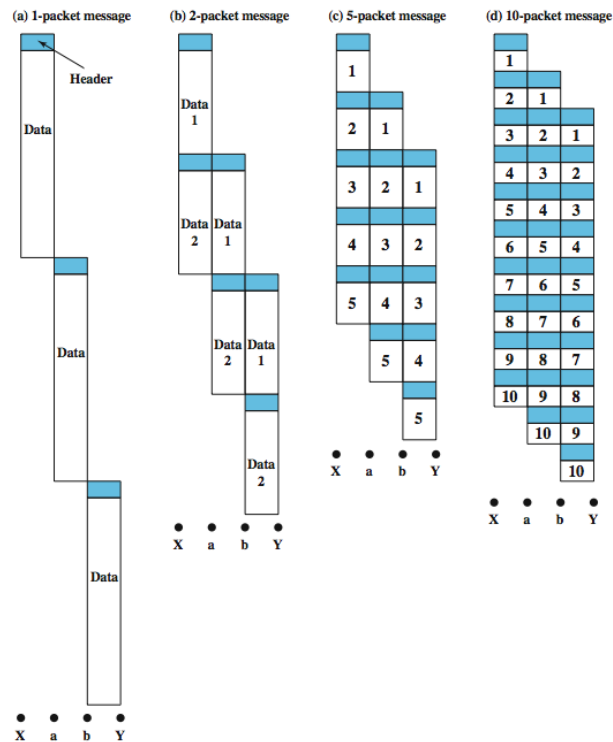 (a) 1-packet message
Header
Data
Data
Data
X a b Y
(b) 2-packet message
Data
1
Data Data
2 1
Data Data
2 1
Data
2
X a b Y
(c) 5-packet message
1
2 1
3 2 1
4 3 2
5 4 3
5 4
5
X a b Y
(d) 10-packet message
1
2 1
3 2 1
4 3 2
5 4 3
6 5 4
7 6 5
8 7 6
9 8 7
10 9 8
10 9
10
X a b Y